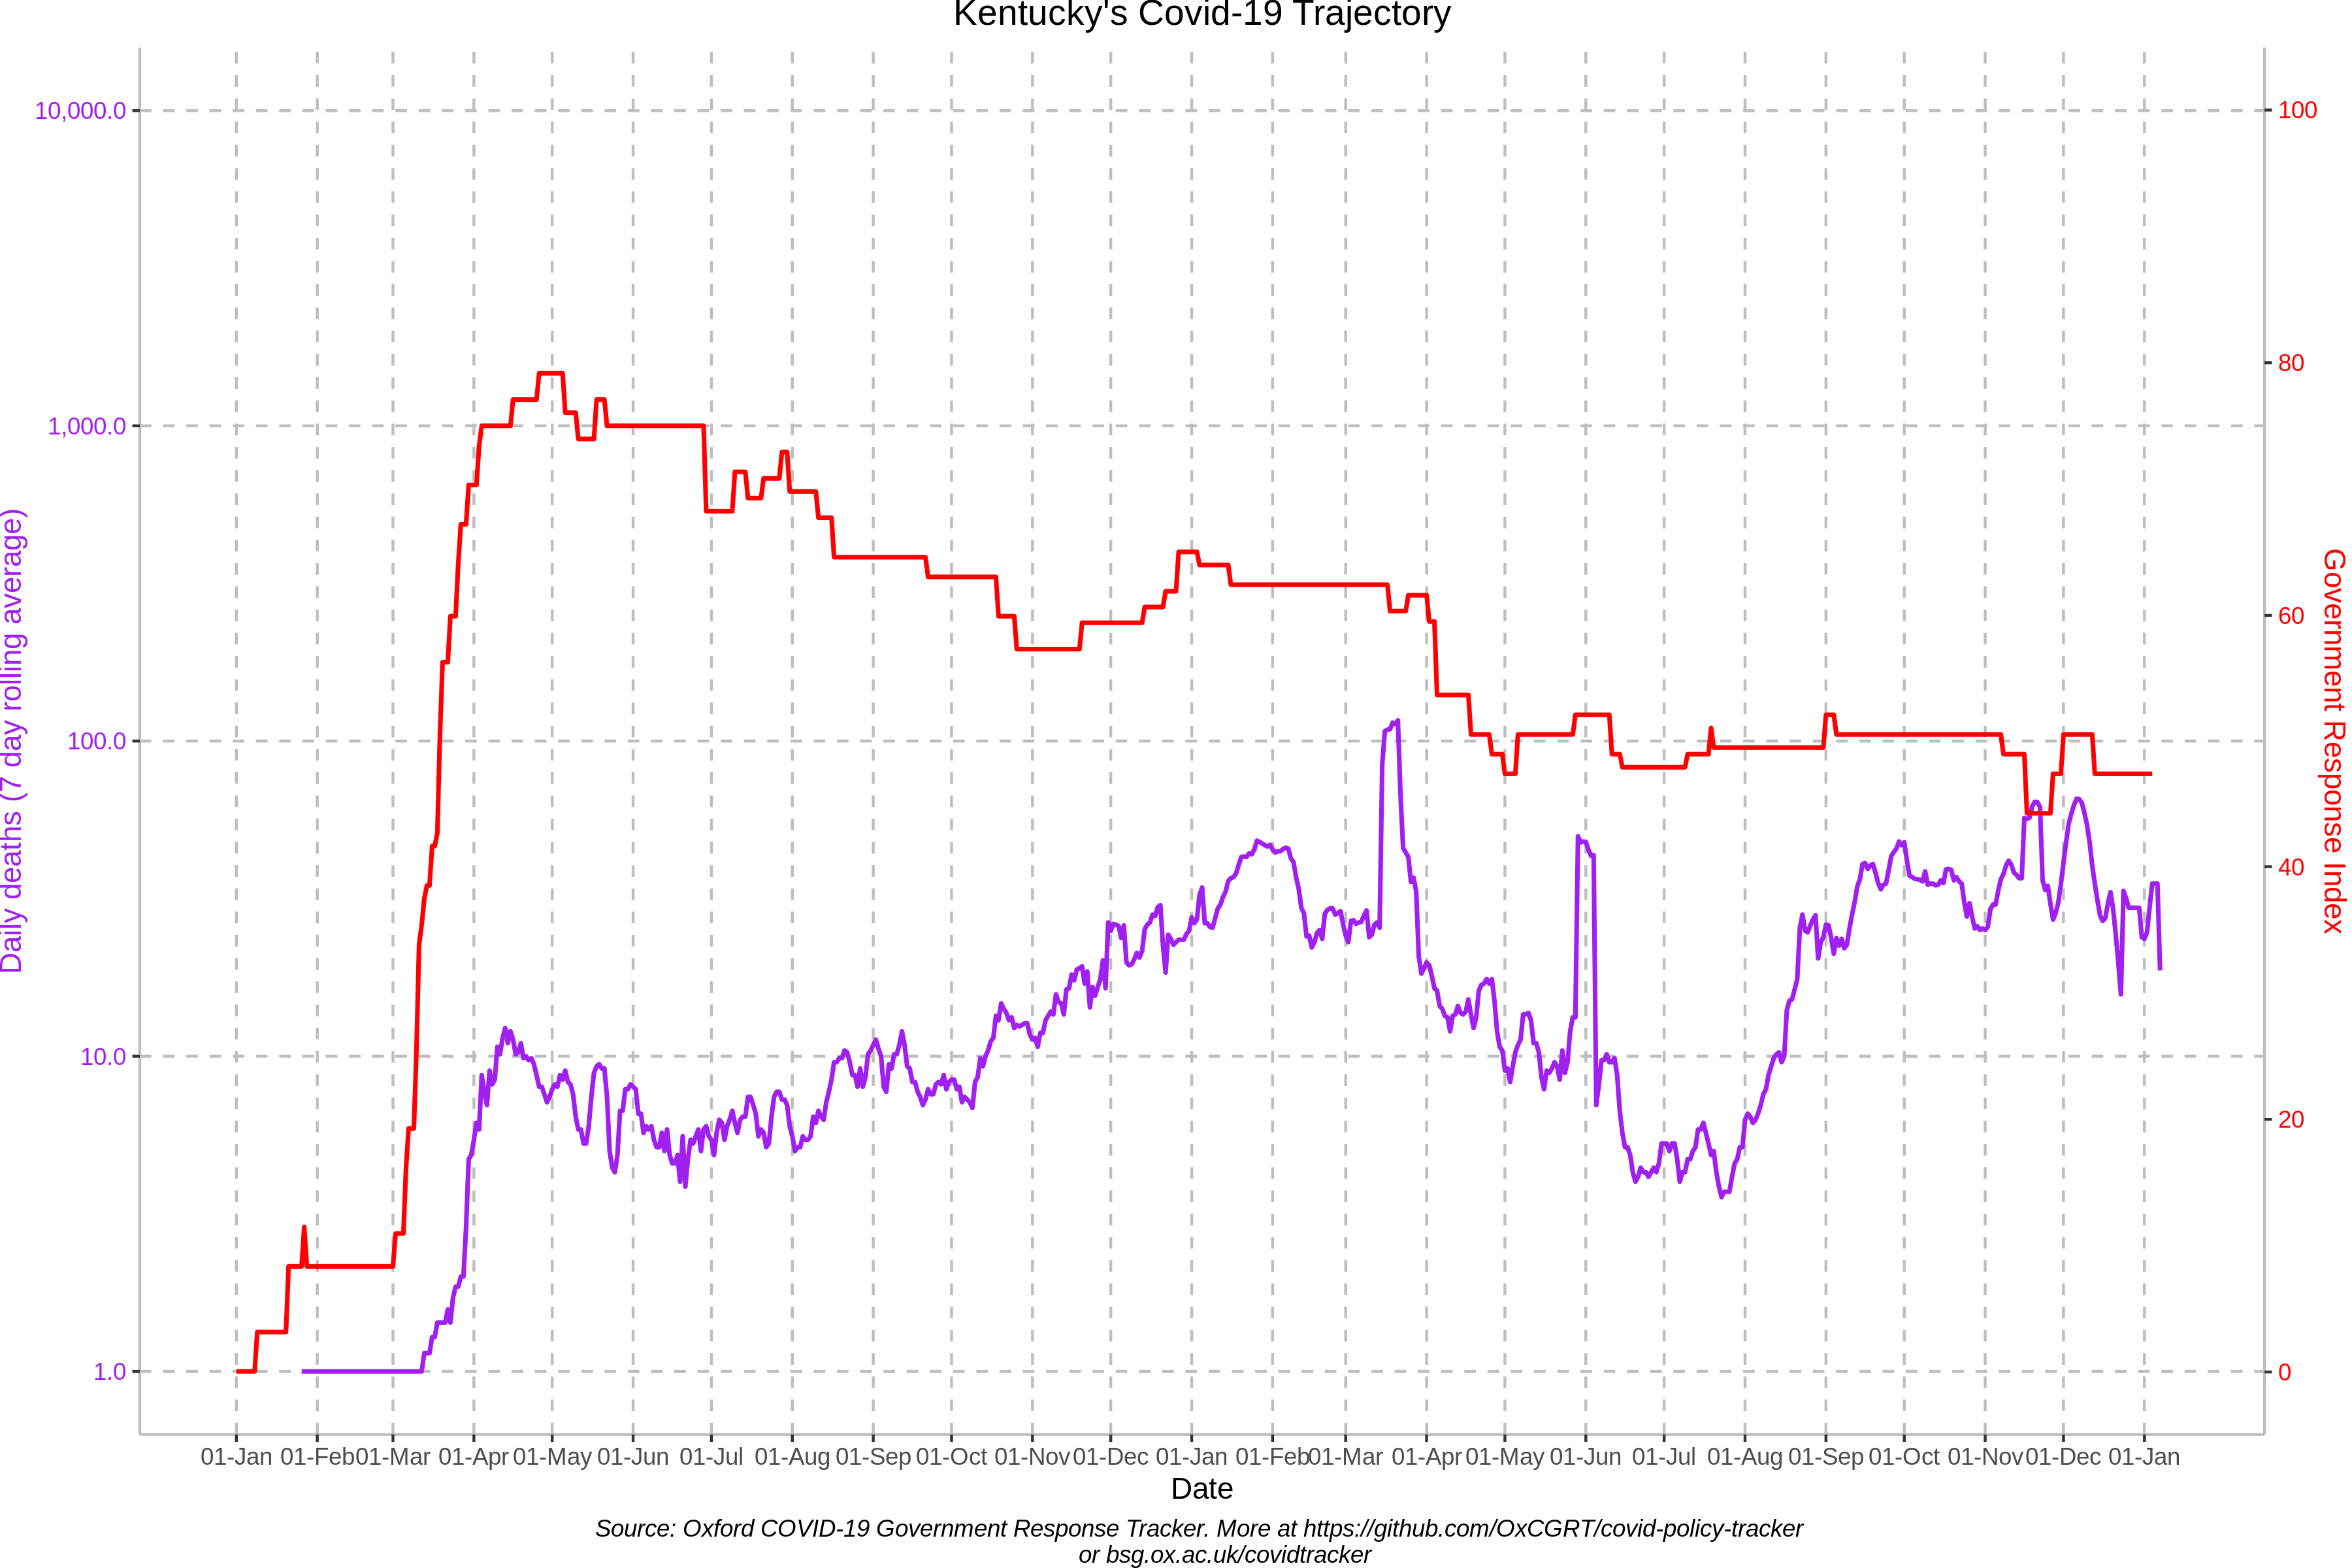 Kentucky's Covid-19 Trajectory
10,000.0
1,000.0
100.0
10.0
1.0
Daily deaths (7 day rolling average)
100
80
60
40
20
0
Government Response Index
01-Jan 01-Feb 01-Mar 01-Apr 01-May 01-Jun 01-Jul 01-Aug 01-Sep 01-Oct 01-Nov 01-Dec 01-Jan 01-Feb 01-Mar 01-Apr 01-May 01-Jun 01-Jul 01-Aug 01-Sep 01-Oct 01-Nov 01-Dec 01-Jan
Date
Source: Oxford COVID-19 Government Response Tracker. More at https://github.com/OxCGRT/covid-policy-tracker
or bsg.ox.ac.uk/covidtracker